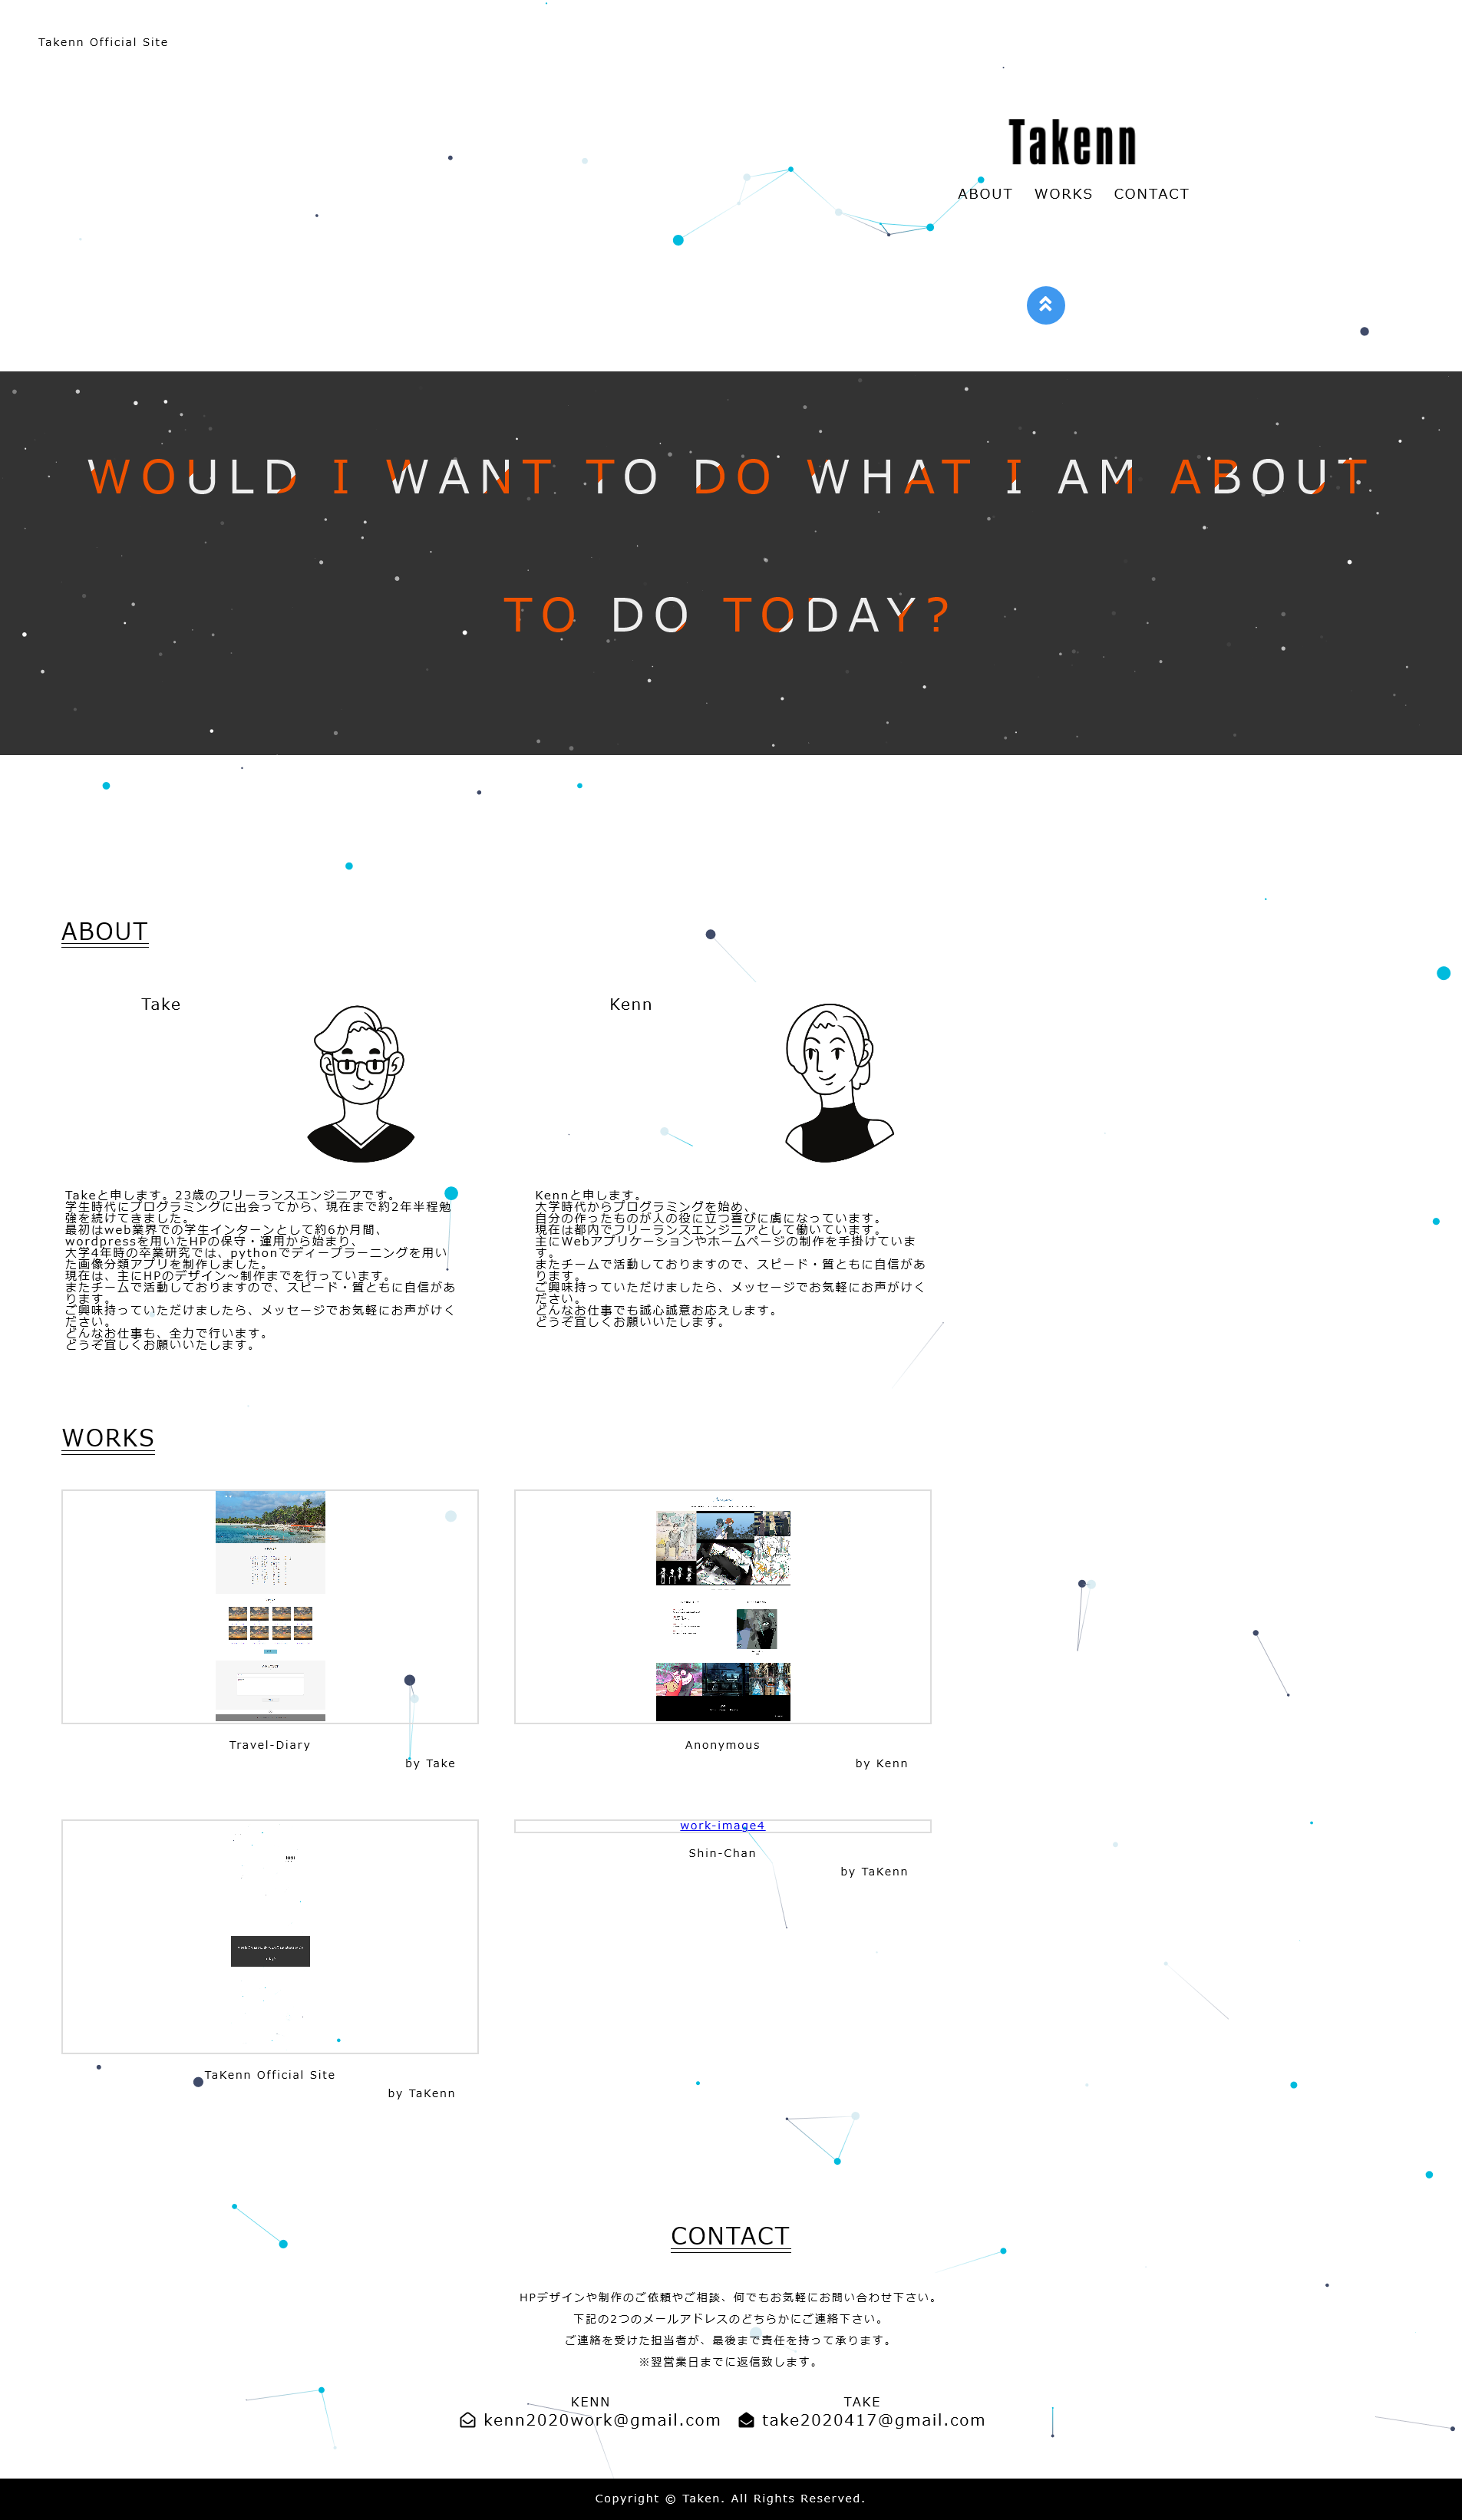 Takenn Official Site
Takenn
ABOUT WORKS CONTACT
WOULD I WANT TO DO WHAT I AM ABOUT
TO DO TODAY?
ABOUT
Take
Kenn
Takeと申します。23歳のフリーランスエンジニアです。
学生時代にプログラミングに出会ってから、現在まで約2年半程勉
強を続けてきました。
最初はweb業界での学生インターンとして約6か月間、
wordpressを用いたHPの保守・運用から始まり、
大学4年時の卒業研究では、pythonでディープラーニングを用い
た画像分類アプリを制作しました。
現在は、主にHPのデザイン〜制作までを行っています。
またチームで活動しておりますので、スピード・質ともに自信があ
ります。
ご興味持っていただけましたら、メッセージでお気軽にお声がけく
ださい。
どんなお仕事も、全力で行います。
どうぞ宜しくお願いいたします。
Kennと申します。
大学時代からプログラミングを始め、
自分の作ったものが人の役に立つ喜びに虜になっています。
現在は都内でフリーランスエンジニアとして働いています。
主にWebアプリケーションやホームページの制作を手掛けていま
す。
またチームで活動しておりますので、スピード・質ともに自信があ
ります。
ご興味持っていただけましたら、メッセージでお気軽にお声がけく
ださい。
どんなお仕事でも誠心誠意お応えします。
どうぞ宜しくお願いいたします。
WORKS
Travel-Diary
by Take
Anonymous
by Kenn
TaKenn Official Site
by TaKenn
work-image4
Shin-Chan
by TaKenn
CONTACT
HPデザインや制作のご依頼やご相談、何でもお気軽にお問い合わせ下さい。
下記の2つのメールアドレスのどちらかにご連絡下さい。
ご連絡を受けた担当者が、最後まで責任を持って承ります。
※翌営業日までに返信致します。
KENN
kenn2020work@gmail.com
TAKE
take2020417@gmail.com
Copyright © Taken. All Rights Reserved.